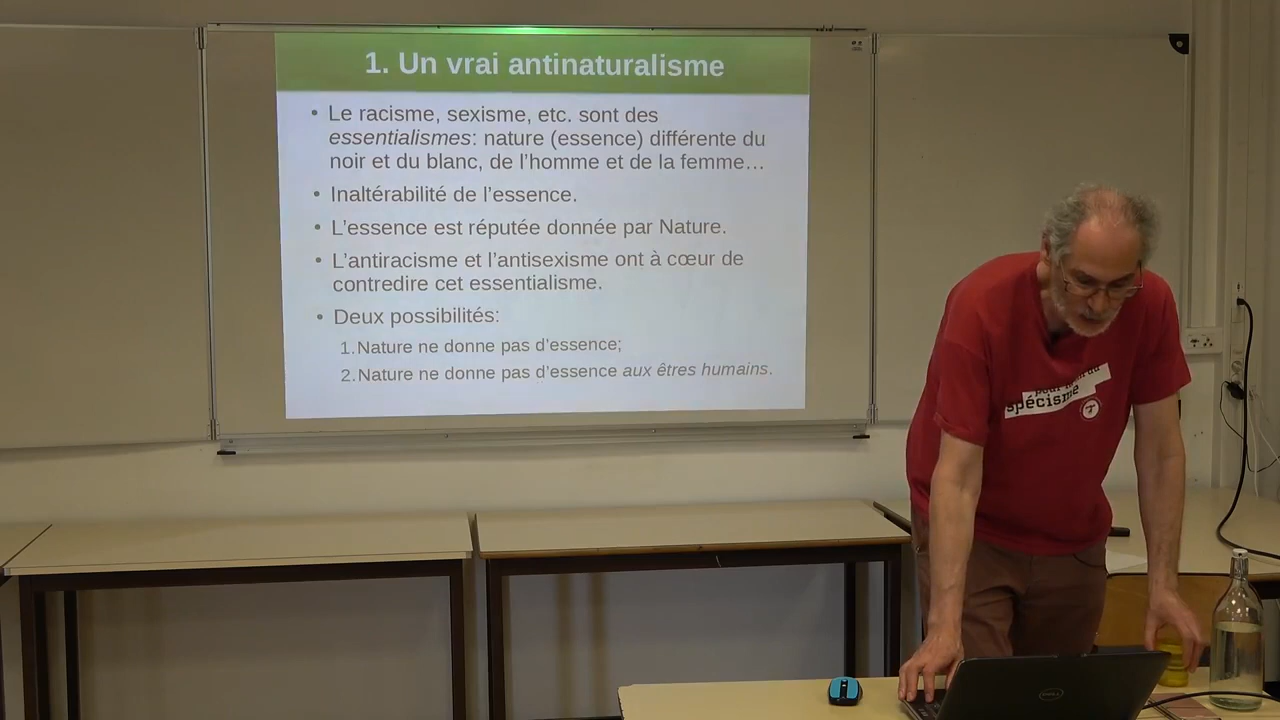 1. Un vrai antinaturalisme
• Le racisme, sexisme, etc. sont des
essentialismes: nature (essence) différente du
noir et du blanc, de l'homme et de la femme…
• Inaltérabilité de l'essence.
• L'essence est réputée donnée par Nature.
• L'antiracisme et l'antisexisme ont à cœur de
contredire cet essentialisme.
• Deux possibilités:
1. Nature ne donne pas d'essence;
2. Nature ne donne pas d'essence aux êtres humains.
pour
spécisme
DELL